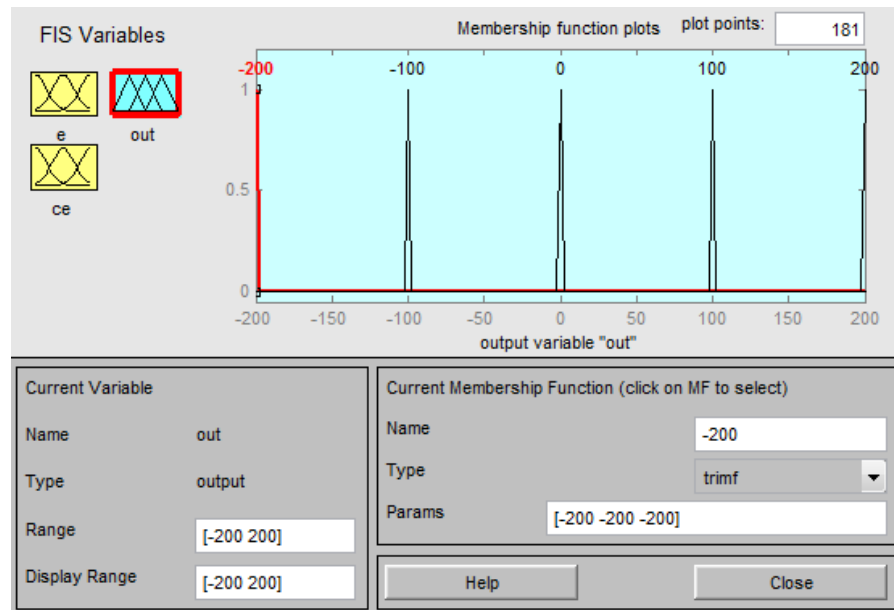 FIS Variables
Membership function plots
plot points:
181
e
out
ce
-200
-100
0
100
200
1
0.5
0
-200
-150
-100
-50
0
50
100
150
200
output variable "out"
Current Variable
Name
out
Type
output
Range
[-200 200]
Display Range
[-200 200]
Current Membership Function (click on MF to select)
Name
-200
Type
trimf
Params
[-200 -200 -200]
Help
Close